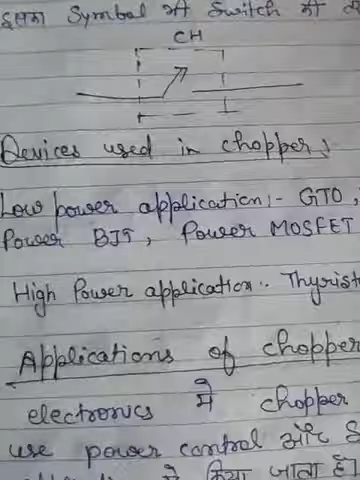 इसका Symbol भी Switch की
CH
Devices used in chopper:
Low power application:- GTO,
Power BJT, Power MOSFET
High Power application:- Thyrist
Applications of chopper
electronics में chopper
use power control और
में किया जाता है।